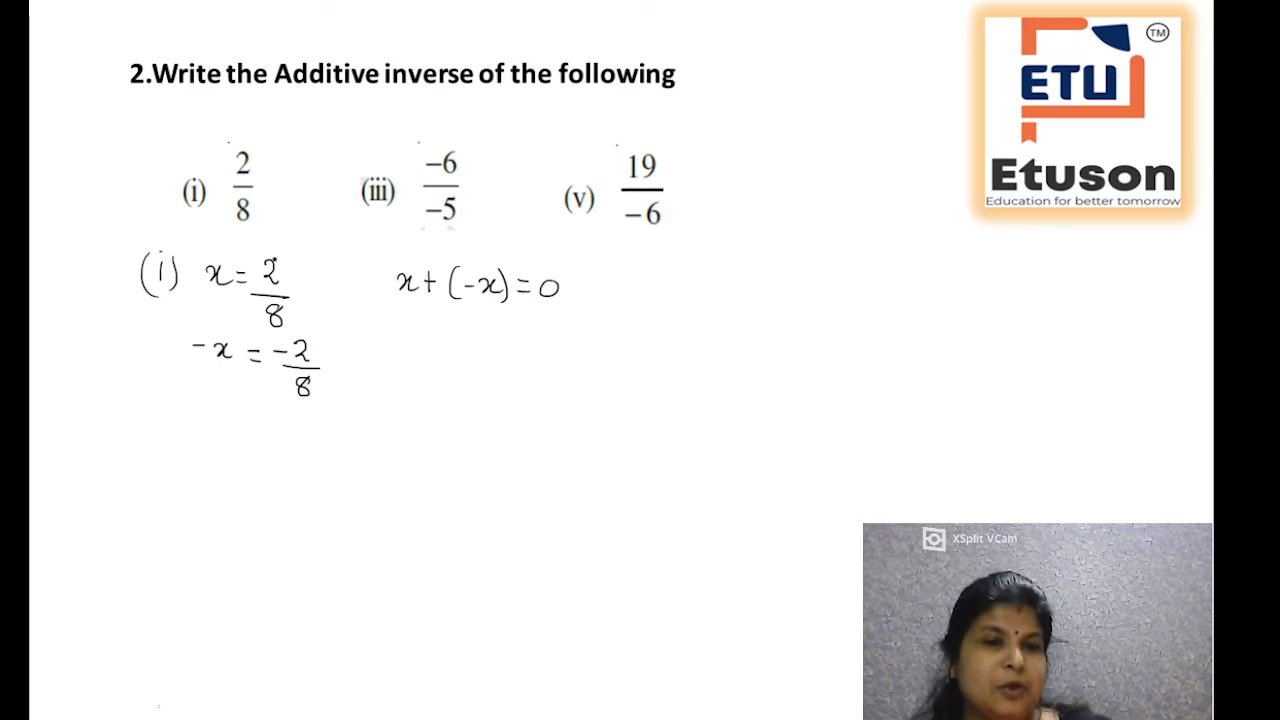 2.Write the Additive inverse of the following
(i) 2/8 (iii) −6/−5 (v) 19/−6
(i) x = 2/8 x + (-x) = 0
-x = -2/8
ETU
TM
Etuson
Education for better tomorrow
XSplit VCam